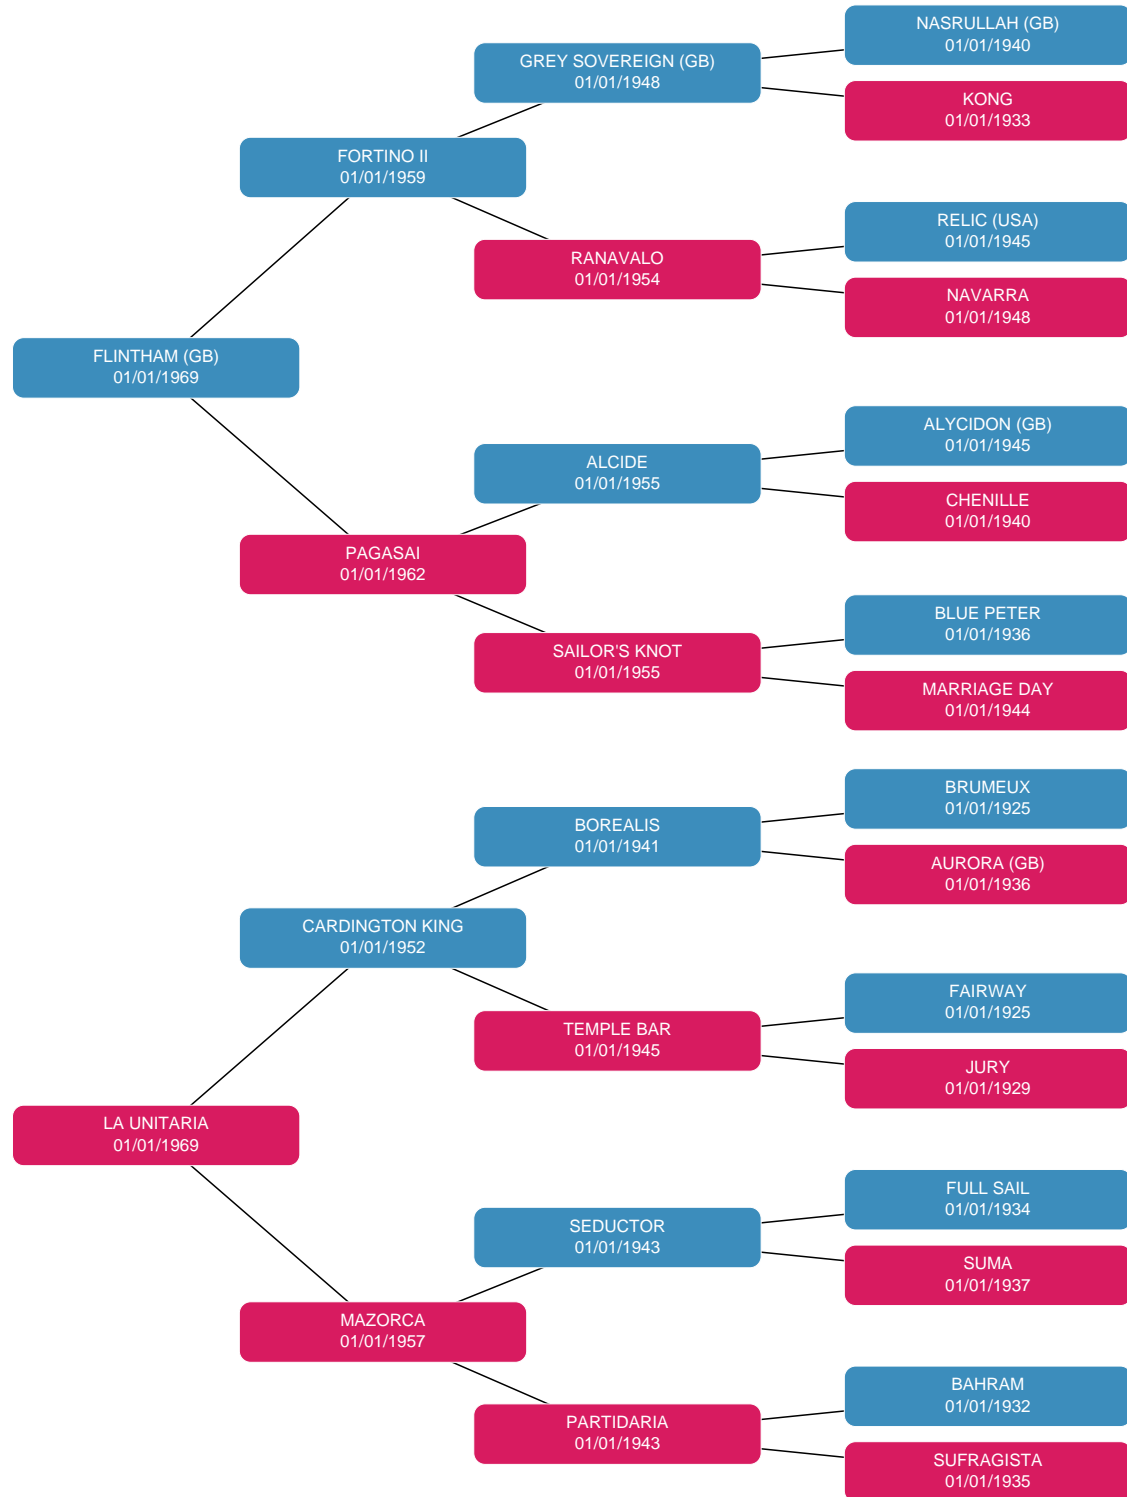 NASRULLAH (GB)
01/01/1940
GREY SOVEREIGN (GB)
01/01/1948
KONG
01/01/1933
FORTINO II
01/01/1959
RELIC (USA)
01/01/1945
RANAVALO
01/01/1954
NAVARRA
01/01/1948
FLINTHAM (GB)
01/01/1969
ALYCIDON (GB)
01/01/1945
ALCIDE
01/01/1955
CHENILLE
01/01/1940
PAGASAI
01/01/1962
BLUE PETER
01/01/1936
SAILOR'S KNOT
01/01/1955
MARRIAGE DAY
01/01/1944
BRUMEUX
01/01/1925
BOREALIS
01/01/1941
AURORA (GB)
01/01/1936
CARDINGTON KING
01/01/1952
FAIRWAY
01/01/1925
TEMPLE BAR
01/01/1945
JURY
01/01/1929
LA UNITARIA
01/01/1969
FULL SAIL
01/01/1934
SEDUCTOR
01/01/1943
SUMA
01/01/1937
MAZORCA
01/01/1957
BAHRAM
01/01/1932
PARTIDARIA
01/01/1943
SUFRAGISTA
01/01/1935